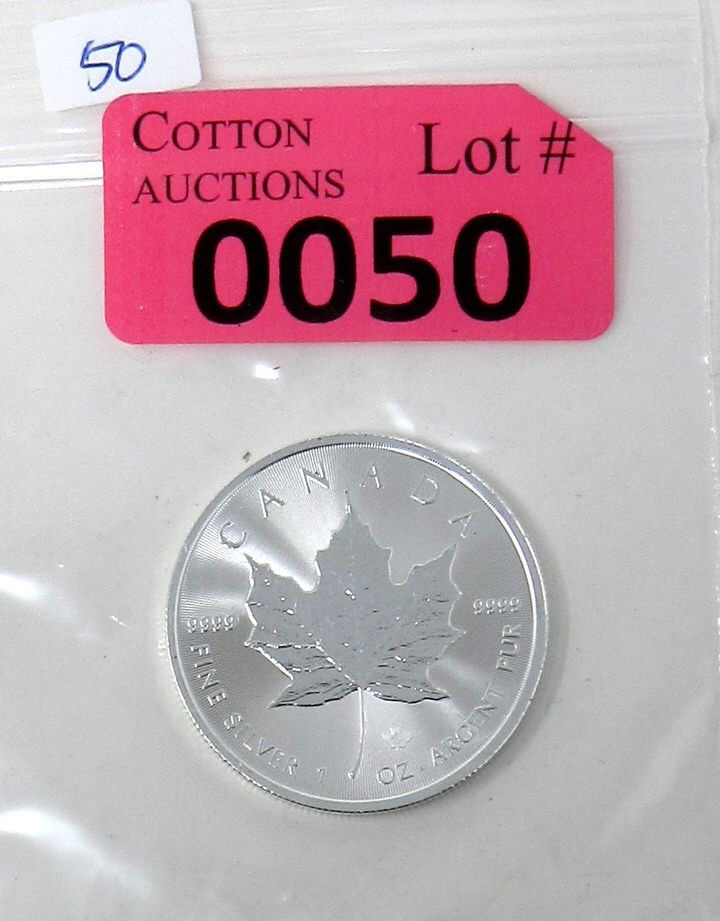 50
COTTON
AUCTIONS
Lot #
0050
CANADA
9999
9999
FINE SILVER 1 OZ. ARGENT PUR